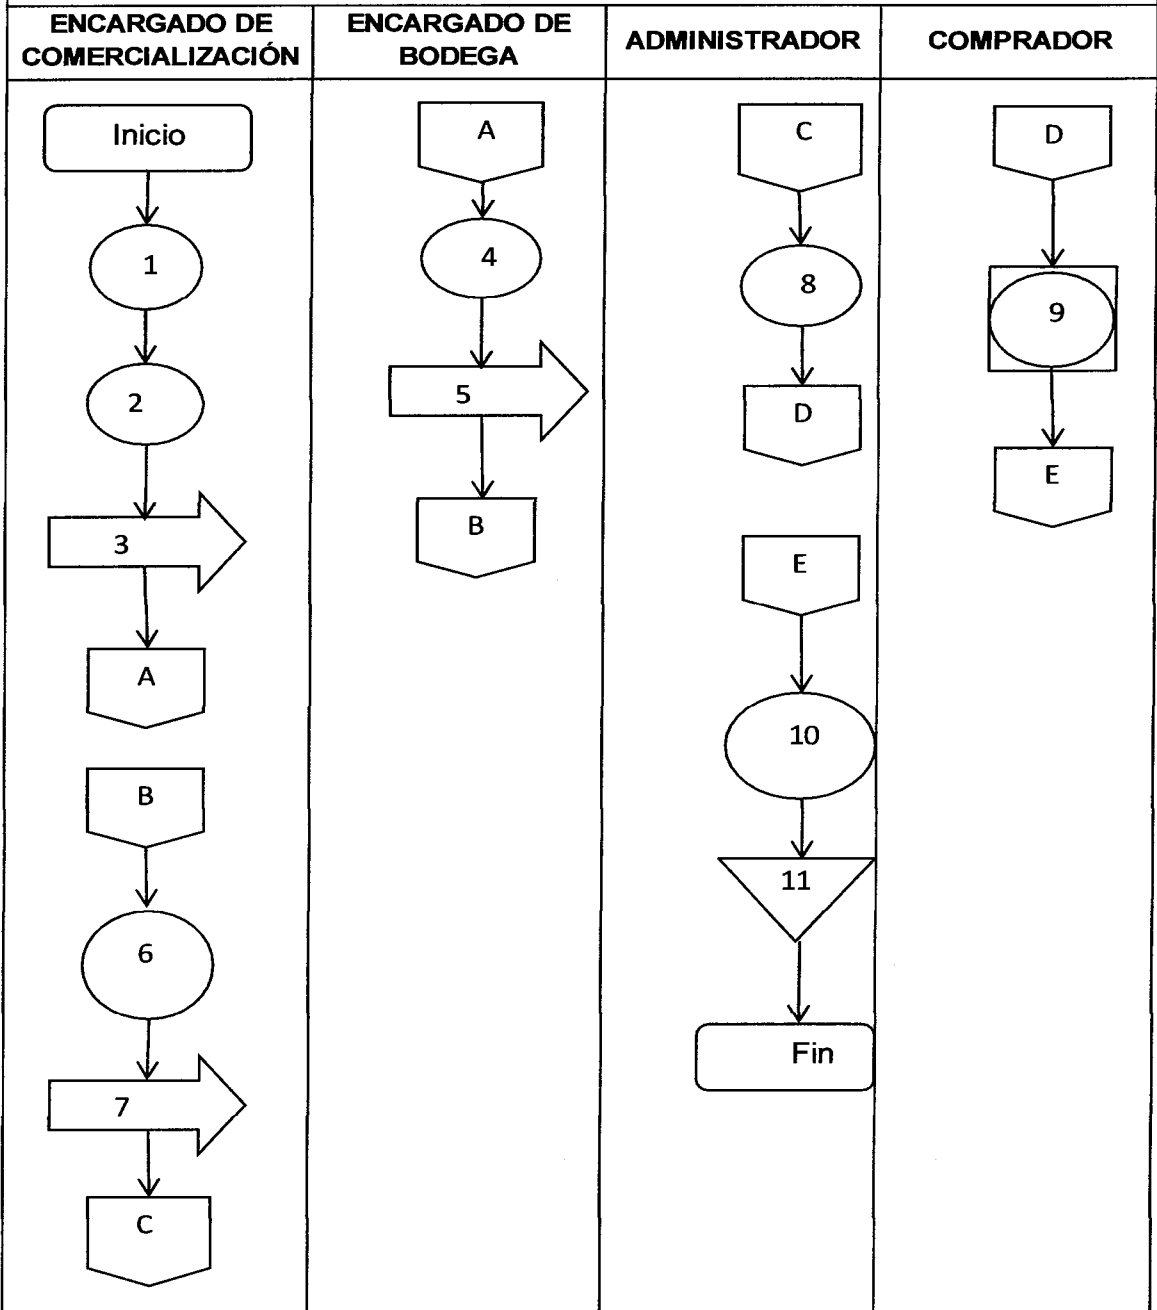 ENCARGADO DE
COMERCIALIZACIÓN
ENCARGADO DE
BODEGA
ADMINISTRADOR
COMPRADOR
Inicio
1
2
3
A
B
6
7
C
A
4
5
B
C
8
D
E
10
11
Fin
D
9
E